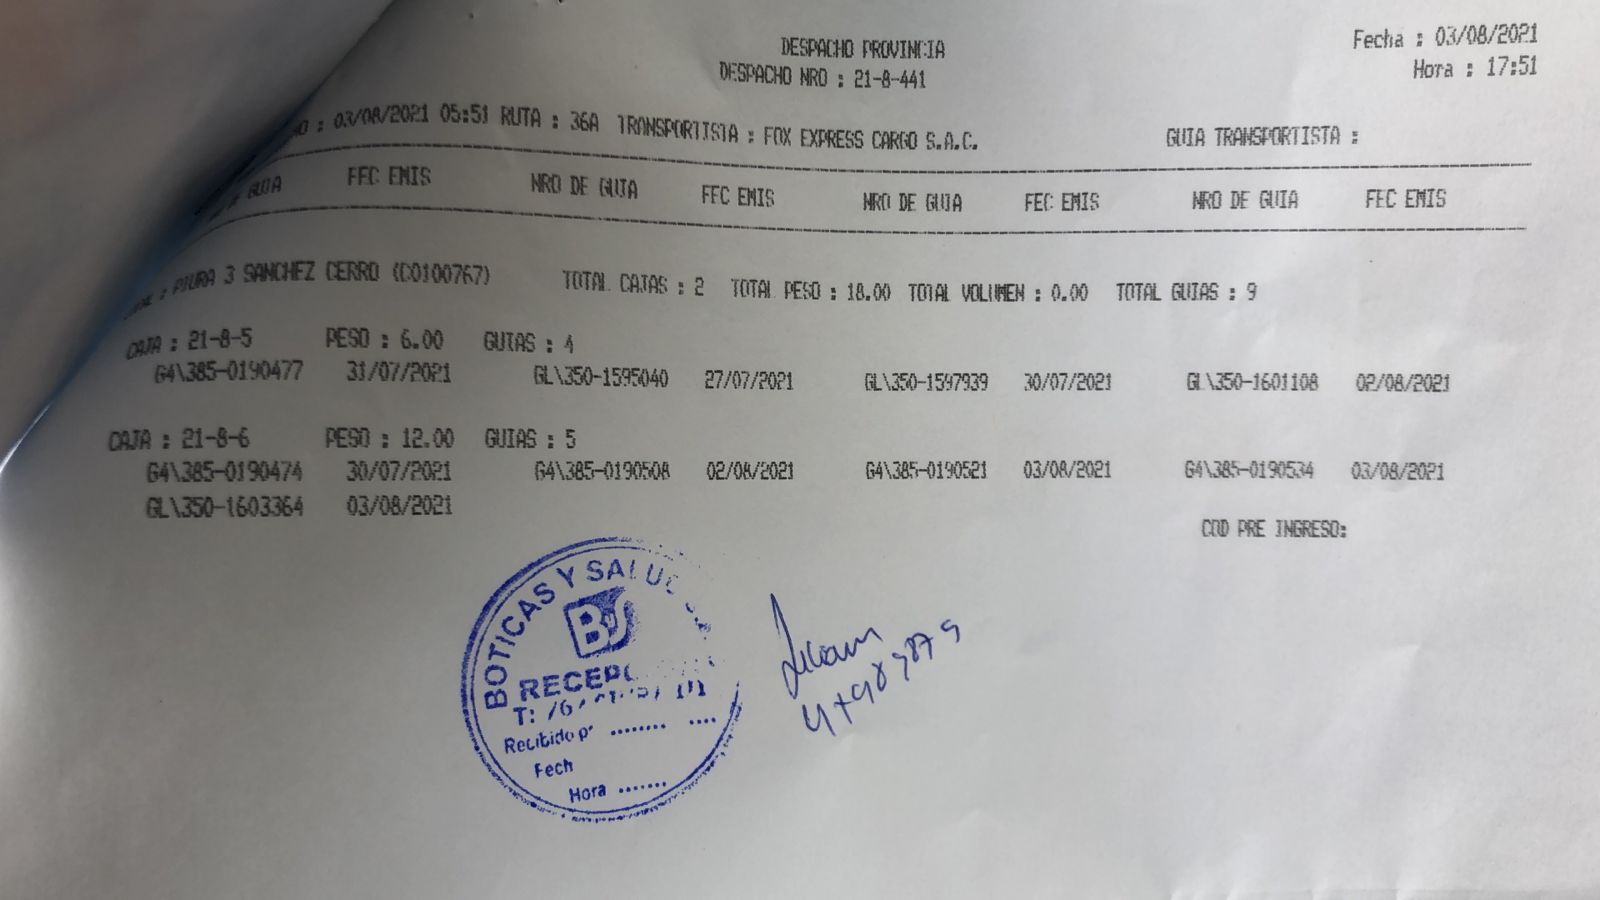 DESPACHO PROVINCIA
Fecha : 03/08/2021
DESPACHO NRO : 21-8-441
Hora : 17:51
: 03/08/2021 05:51 RUTA : 36A TRANSPORTISTA : FOX EXPRESS CARGO S.A.C. GUIA TRANSPORTISTA :
DE GUIA FEC EMIS NRO DE GUIA FEC EMIS NRO DE GUIA FEC EMIS NRO DE GUIA FEC EMIS
: PIURA 3 SANCHEZ CERRO (C0100767) TOTAL CAJAS : 2 TOTAL PESO : 18.00 TOTAL VOLUMEN : 0.00 TOTAL GUIAS : 9
CAJA : 21-8-5 PESO : 6.00 GUIAS : 4
G4\385-0190477 31/07/2021 GL\350-1595040 27/07/2021 GL\350-1597939 30/07/2021 GL\350-1601108 02/08/2021
CAJA : 21-8-6 PESO : 12.00 GUIAS : 5
G4\385-0190474 30/07/2021 G4\385-0190508 02/08/2021 G4\385-0190521 03/08/2021 G4\385-0190534 03/08/2021
GL\350-1603364 03/08/2021
COD PRE INGRESO:
BOTICAS Y SALUD
BS
RECEP
T:
Recibido p
Fech
Hora .......